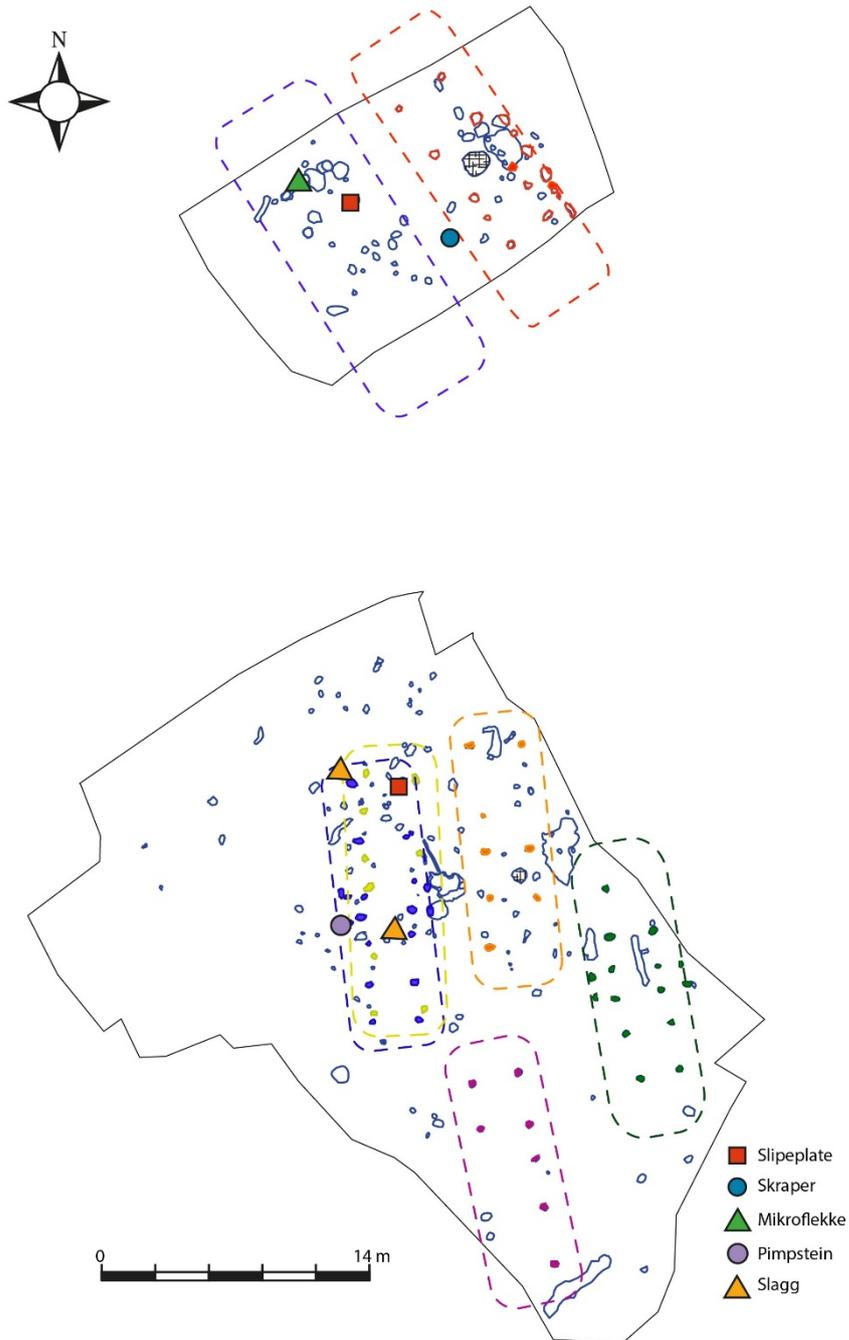 N
0 14 m
Slipeplate
Skraper
Mikroflekke
Pimpstein
Slagg